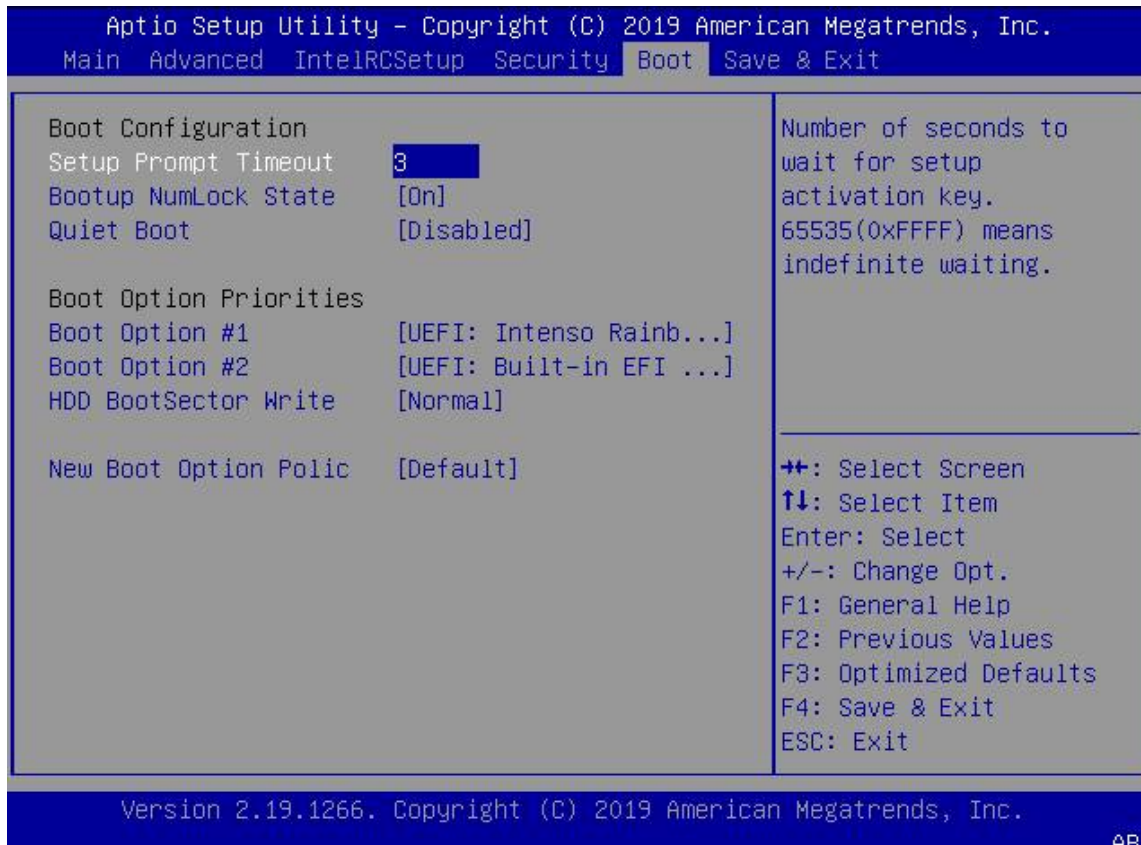 Aptio Setup Utility – Copyright (C) 2019 American Megatrends, Inc.
Main Advanced IntelRCSetup Security Boot Save & Exit
Boot Configuration
Setup Prompt Timeout 3
Bootup NumLock State [On]
Quiet Boot [Disabled]
Boot Option Priorities
Boot Option #1 [UEFI: Intenso Rainb...]
Boot Option #2 [UEFI: Built-in EFI ...]
HDD BootSector Write [Normal]
New Boot Option Polic [Default]
Number of seconds to
wait for setup
activation key.
65535(0xFFFF) means
indefinite waiting.
→←: Select Screen
↑↓: Select Item
Enter: Select
+/-: Change Opt.
F1: General Help
F2: Previous Values
F3: Optimized Defaults
F4: Save & Exit
ESC: Exit
Version 2.19.1266. Copyright (C) 2019 American Megatrends, Inc.
AB